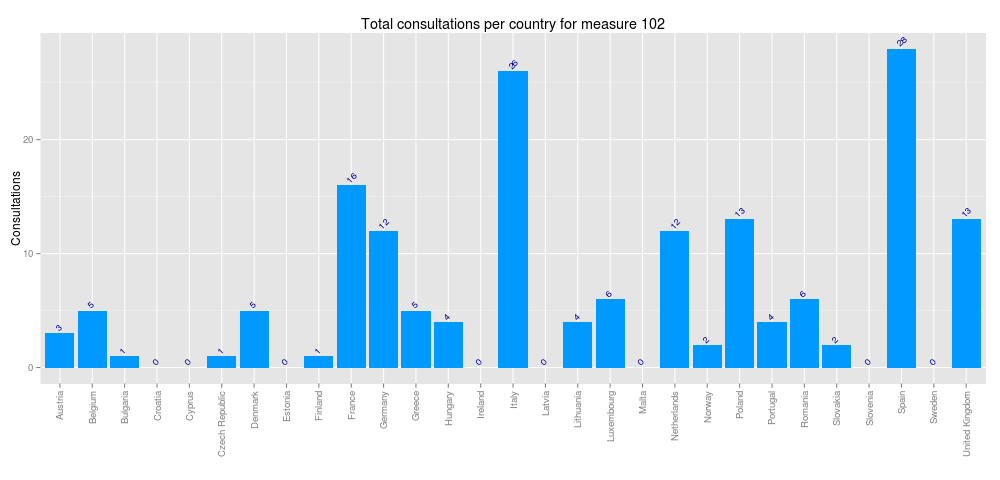 Total consultations per country for measure 102
Consultations
20
10
0
3
5
1
0
0
1
5
0
1
16
12
5
4
0
26
0
4
6
0
12
2
13
4
6
2
0
28
0
13
Austria
Belgium
Bulgaria
Croatia
Cyprus
Czech Republic
Denmark
Estonia
Finland
France
Germany
Greece
Hungary
Ireland
Italy
Latvia
Lithuania
Luxembourg
Malta
Netherlands
Norway
Poland
Portugal
Romania
Slovakia
Slovenia
Spain
Sweden
United Kingdom